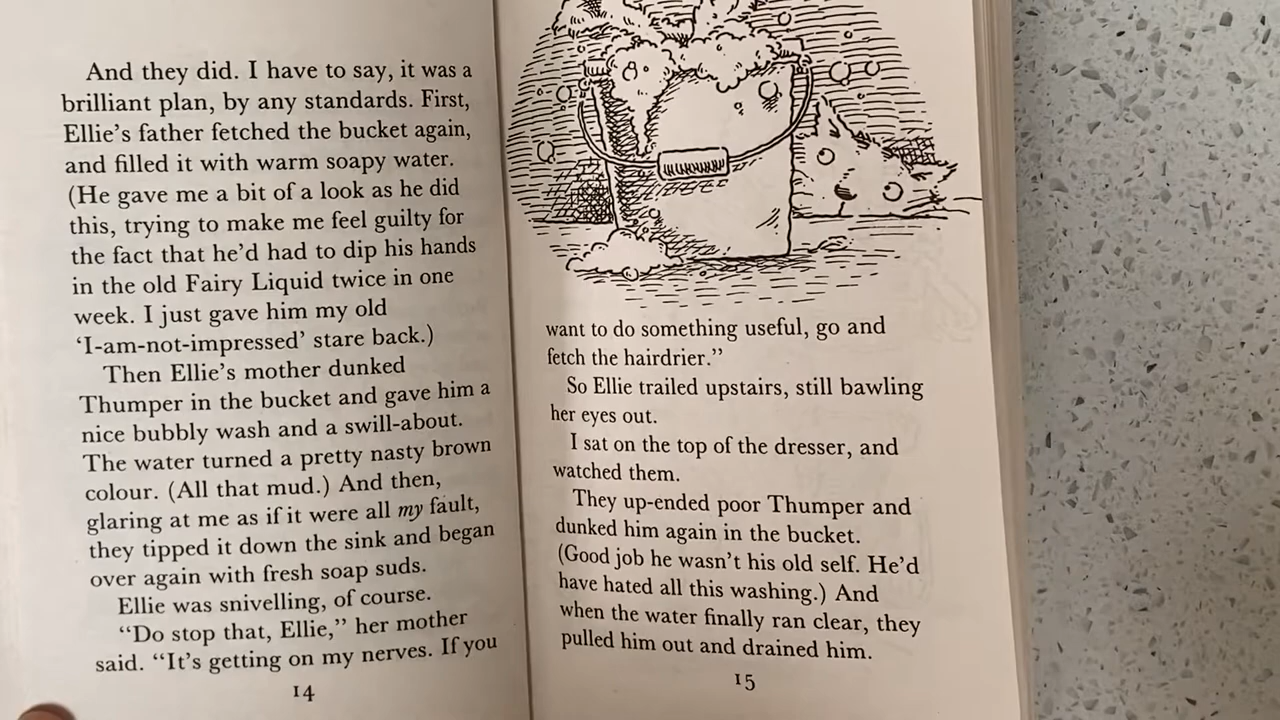 And they did. I have to say, it was a
brilliant plan, by any standards. First,
Ellie's father fetched the bucket again,
and filled it with warm soapy water.
(He gave me a bit of a look as he did
this, trying to make me feel guilty for
the fact that he'd had to dip his hands
in the old Fairy Liquid twice in one
week. I just gave him my old
‘I-am-not-impressed’ stare back.)
Then Ellie's mother dunked
Thumper in the bucket and gave him a
nice bubbly wash and a swill-about.
The water turned a pretty nasty brown
colour. (All that mud.) And then,
glaring at me as if it were all my fault,
they tipped it down the sink and began
over again with fresh soap suds.
Ellie was snivelling, of course.
“Do stop that, Ellie,” her mother
said. “It's getting on my nerves. If you
14
want to do something useful, go and
fetch the hairdrier.”
So Ellie trailed upstairs, still bawling
her eyes out.
I sat on the top of the dresser, and
watched them.
They up-ended poor Thumper and
dunked him again in the bucket.
(Good job he wasn't his old self. He'd
have hated all this washing.) And
when the water finally ran clear, they
pulled him out and drained him.
15